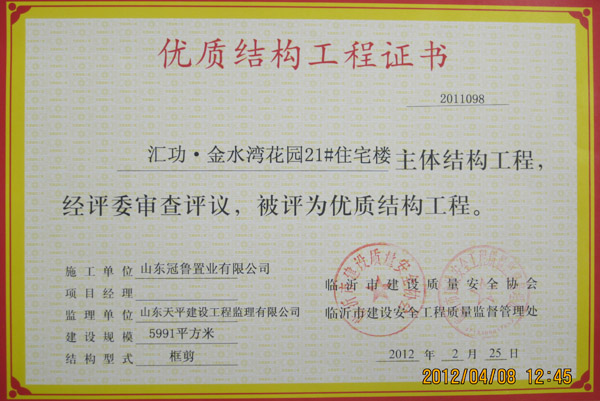 优质结构工程证书
2011098
汇功·金水湾花园21#住宅楼 主体结构工程，
经评委审查评议，被评为优质结构工程。
施工单位 山东冠鲁置业有限公司
项目经理
监理单位 山东天平建设工程监理有限公司
建设规模 5991平方米
结构型式 框剪
临沂市建设质量安全协会
临沂市建设安全工程质量监督管理处
2012 年 2 月 25 日
2012/04/08 12:45